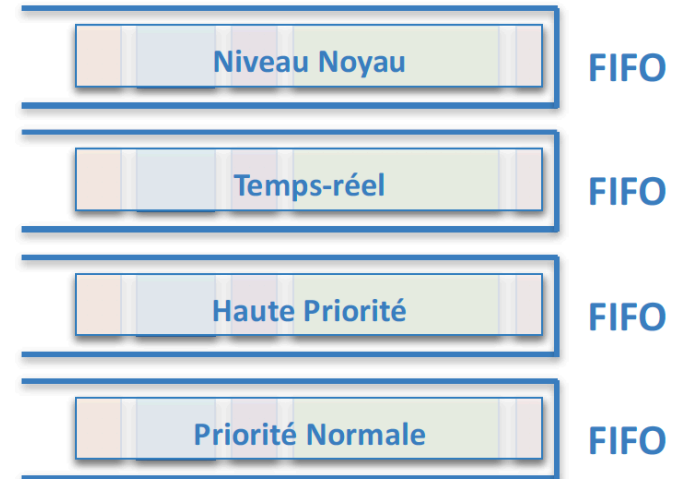 Niveau Noyau FIFO
Temps-réel FIFO
Haute Priorité FIFO
Priorité Normale FIFO